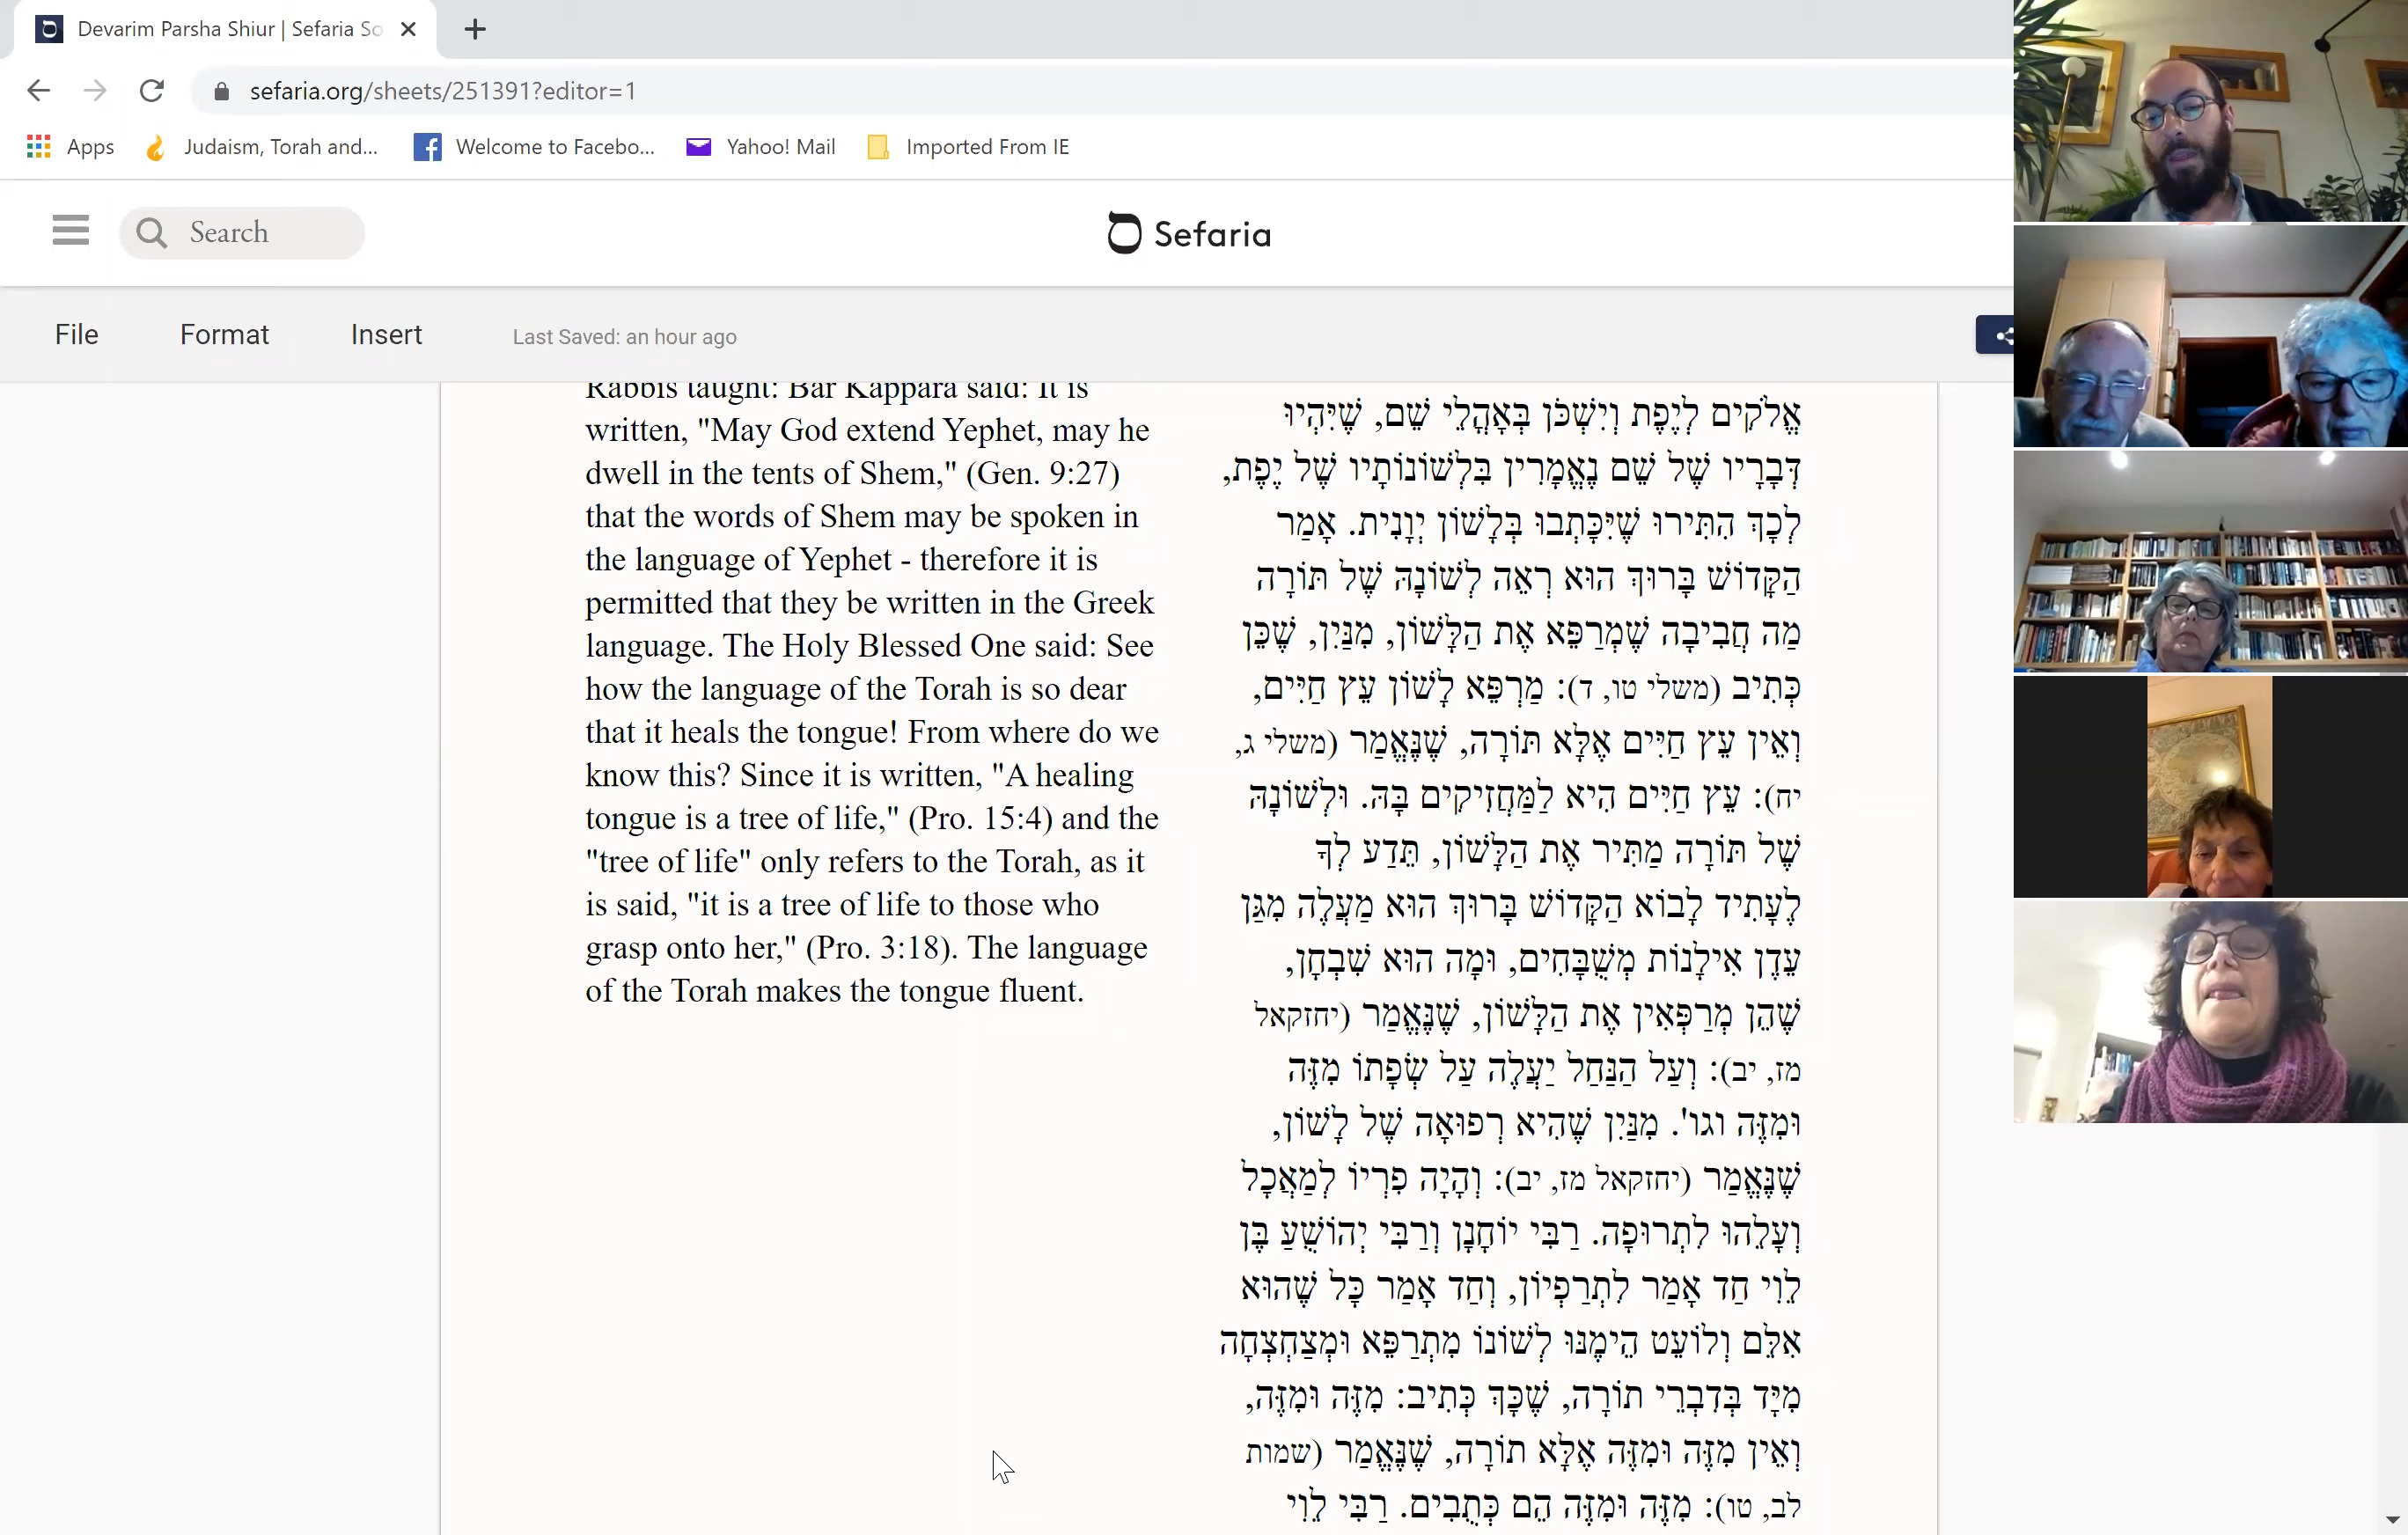 Devarim Parsha Shiur | Sefaria So
sefaria.org/sheets/251391?editor=1
Apps
Judaism, Torah and...
Welcome to Facebo...
Yahoo! Mail
Imported From IE
Search
Sefaria
File
Format
Insert
Last Saved: an hour ago
Rabbis taught: Bar Kappara said: It is
written, "May God extend Yephet, may he
dwell in the tents of Shem," (Gen. 9:27)
that the words of Shem may be spoken in
the language of Yephet - therefore it is
permitted that they be written in the Greek
language. The Holy Blessed One said: See
how the language of the Torah is so dear
that it heals the tongue! From where do we
know this? Since it is written, "A healing
tongue is a tree of life," (Pro. 15:4) and the
"tree of life" only refers to the Torah, as it
is said, "it is a tree of life to those who
grasp onto her," (Pro. 3:18). The language
of the Torah makes the tongue fluent.
אֱלֹקִים לְיֶפֶת וְיִשְׁכֹּן בְּאָהֳלֵי שֵׁם, שֶׁיִּהְיוּ
דְּבָרָיו שֶׁל שֵׁם נֶאֱמָרִין בִּלְשׁוֹנוֹתָיו שֶׁל יֶפֶת,
לְכָךְ הִתִּירוּ שֶׁיִּכָּתְבוּ בְּלָשׁוֹן יְוָנִית. אָמַר
הַקָּדוֹשׁ בָּרוּךְ הוּא רְאֵה לְשׁוֹנָהּ שֶׁל תּוֹרָה
מַה חֲבִיבָה שֶׁמְרַפֵּא אֶת הַלָּשׁוֹן, מִנַּיִן, שֶׁכֵּן
כְּתִיב (משלי טו, ד): מַרְפֵּא לָשׁוֹן עֵץ חַיִּים,
וְאֵין עֵץ חַיִּים אֶלָּא תּוֹרָה, שֶׁנֶּאֱמַר (משלי ג,
יח): עֵץ חַיִּים הִיא לַמַּחֲזִיקִים בָּהּ. וּלְשׁוֹנָהּ
שֶׁל תּוֹרָה מַתִּיר אֶת הַלָּשׁוֹן, תֵּדַע לְךָ
לֶעָתִיד לָבוֹא הַקָּדוֹשׁ בָּרוּךְ הוּא מַעֲלֶה מִגַּן
עֵדֶן אִילָנוֹת מְשֻׁבָּחִים, וּמָה הוּא שִׁבְחָן,
שֶׁהֵן מְרַפְּאִין אֶת הַלָּשׁוֹן, שֶׁנֶּאֱמַר (יחזקאל
מז, יב): וְעַל הַנַּחַל יַעֲלֶה עַל שְׂפָתוֹ מִזֶּה
וּמִזֶּה וגו'. מִנַּיִן שֶׁהִיא רְפוּאָה שֶׁל לָשׁוֹן,
שֶׁנֶּאֱמַר (יחזקאל מז, יב): וְהָיָה פִרְיוֹ לְמַאֲכָל
וְעָלֵהוּ לִתְרוּפָה. רַבִּי יוֹחָנָן וְרַבִּי יְהוֹשֻׁעַ בֶּן
לֵוִי חַד אָמַר לִתְרַפְּיוֹן, וְחַד אָמַר כָּל שֶׁהוּא
אִלֵּם וְלוֹעֵט הֵימֶנּוּ לְשׁוֹנוֹ מִתְרַפֵּא וּמְצַחְצְחָה
מִיָּד בְּדִבְרֵי תוֹרָה, שֶׁכָּךְ כְּתִיב: מִזֶּה וּמִזֶּה,
וְאֵין מִזֶּה וּמִזֶּה אֶלָּא תוֹרָה, שֶׁנֶּאֱמַר (שמות
לב, טו): מִזֶּה וּמִזֶּה הֵם כְּתֻבִים. רַבִּי לֵוִי